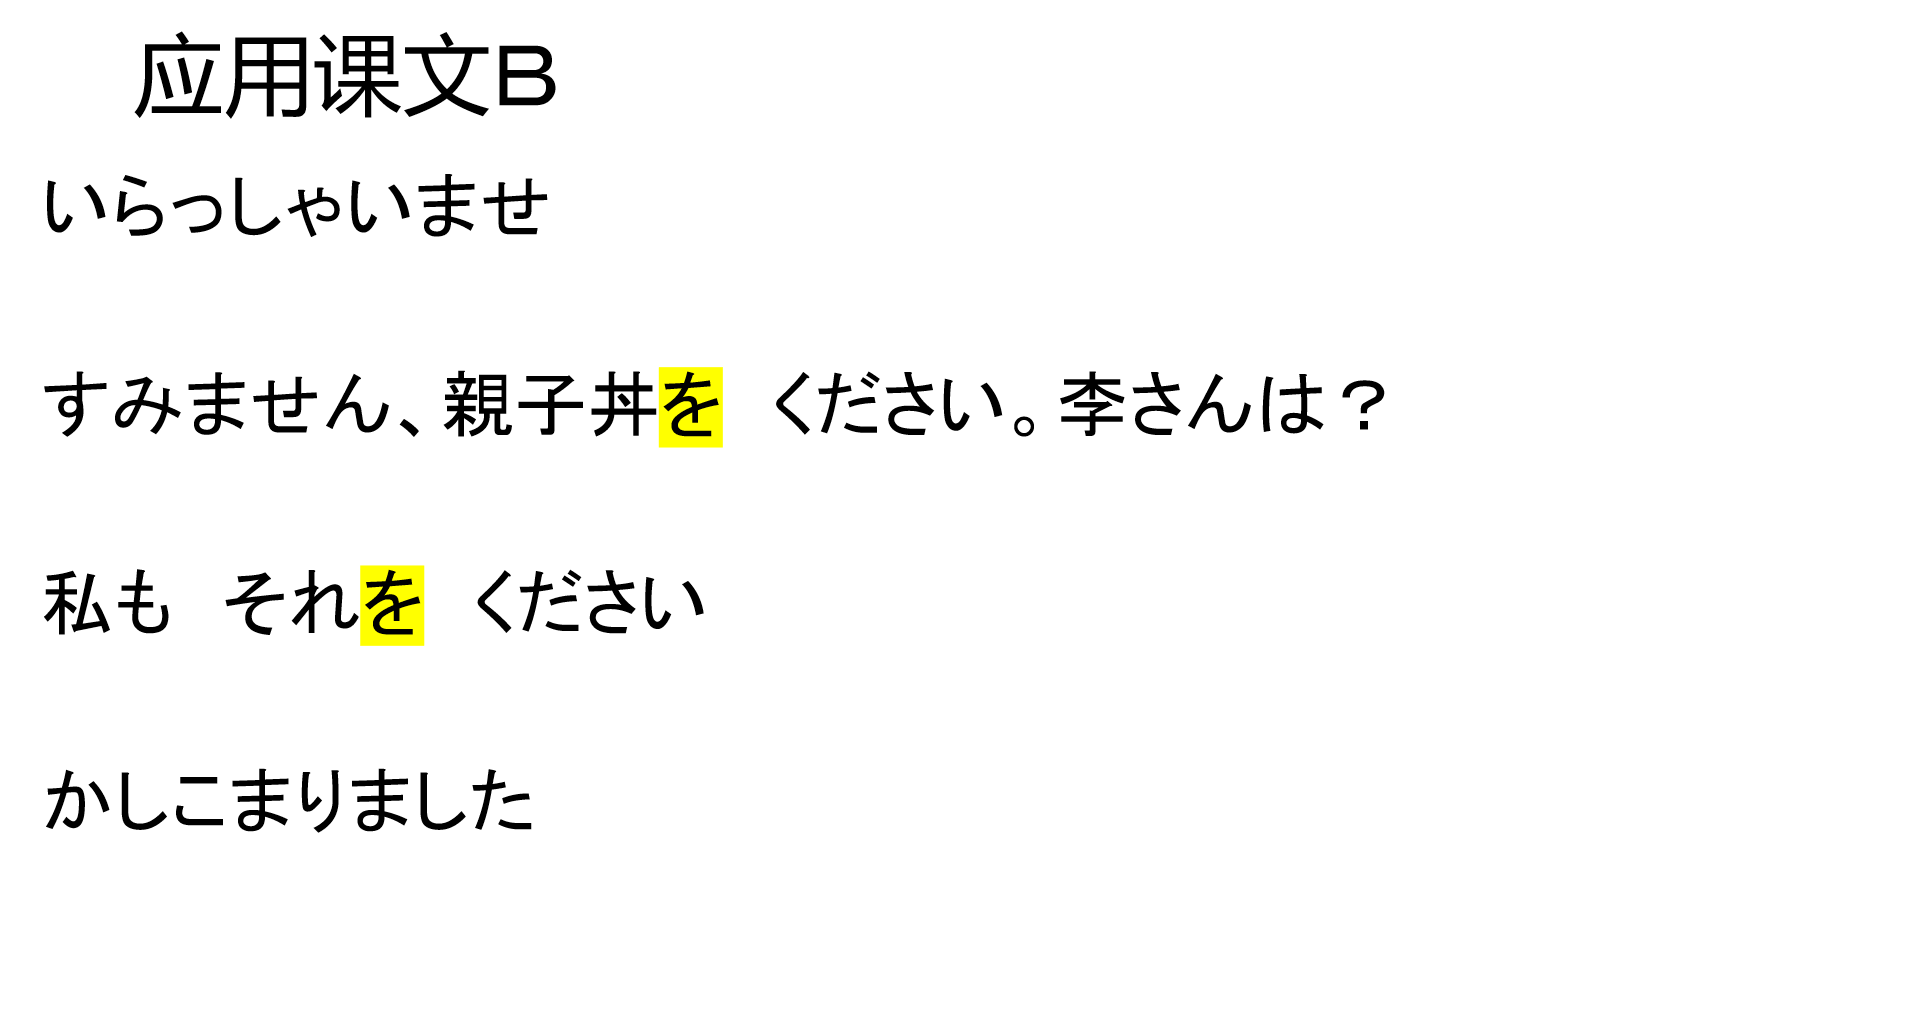 应用课文B
いらっしゃいませ
すみません、親子丼を　ください。李さんは？
私も　それを　ください
かしこまりました